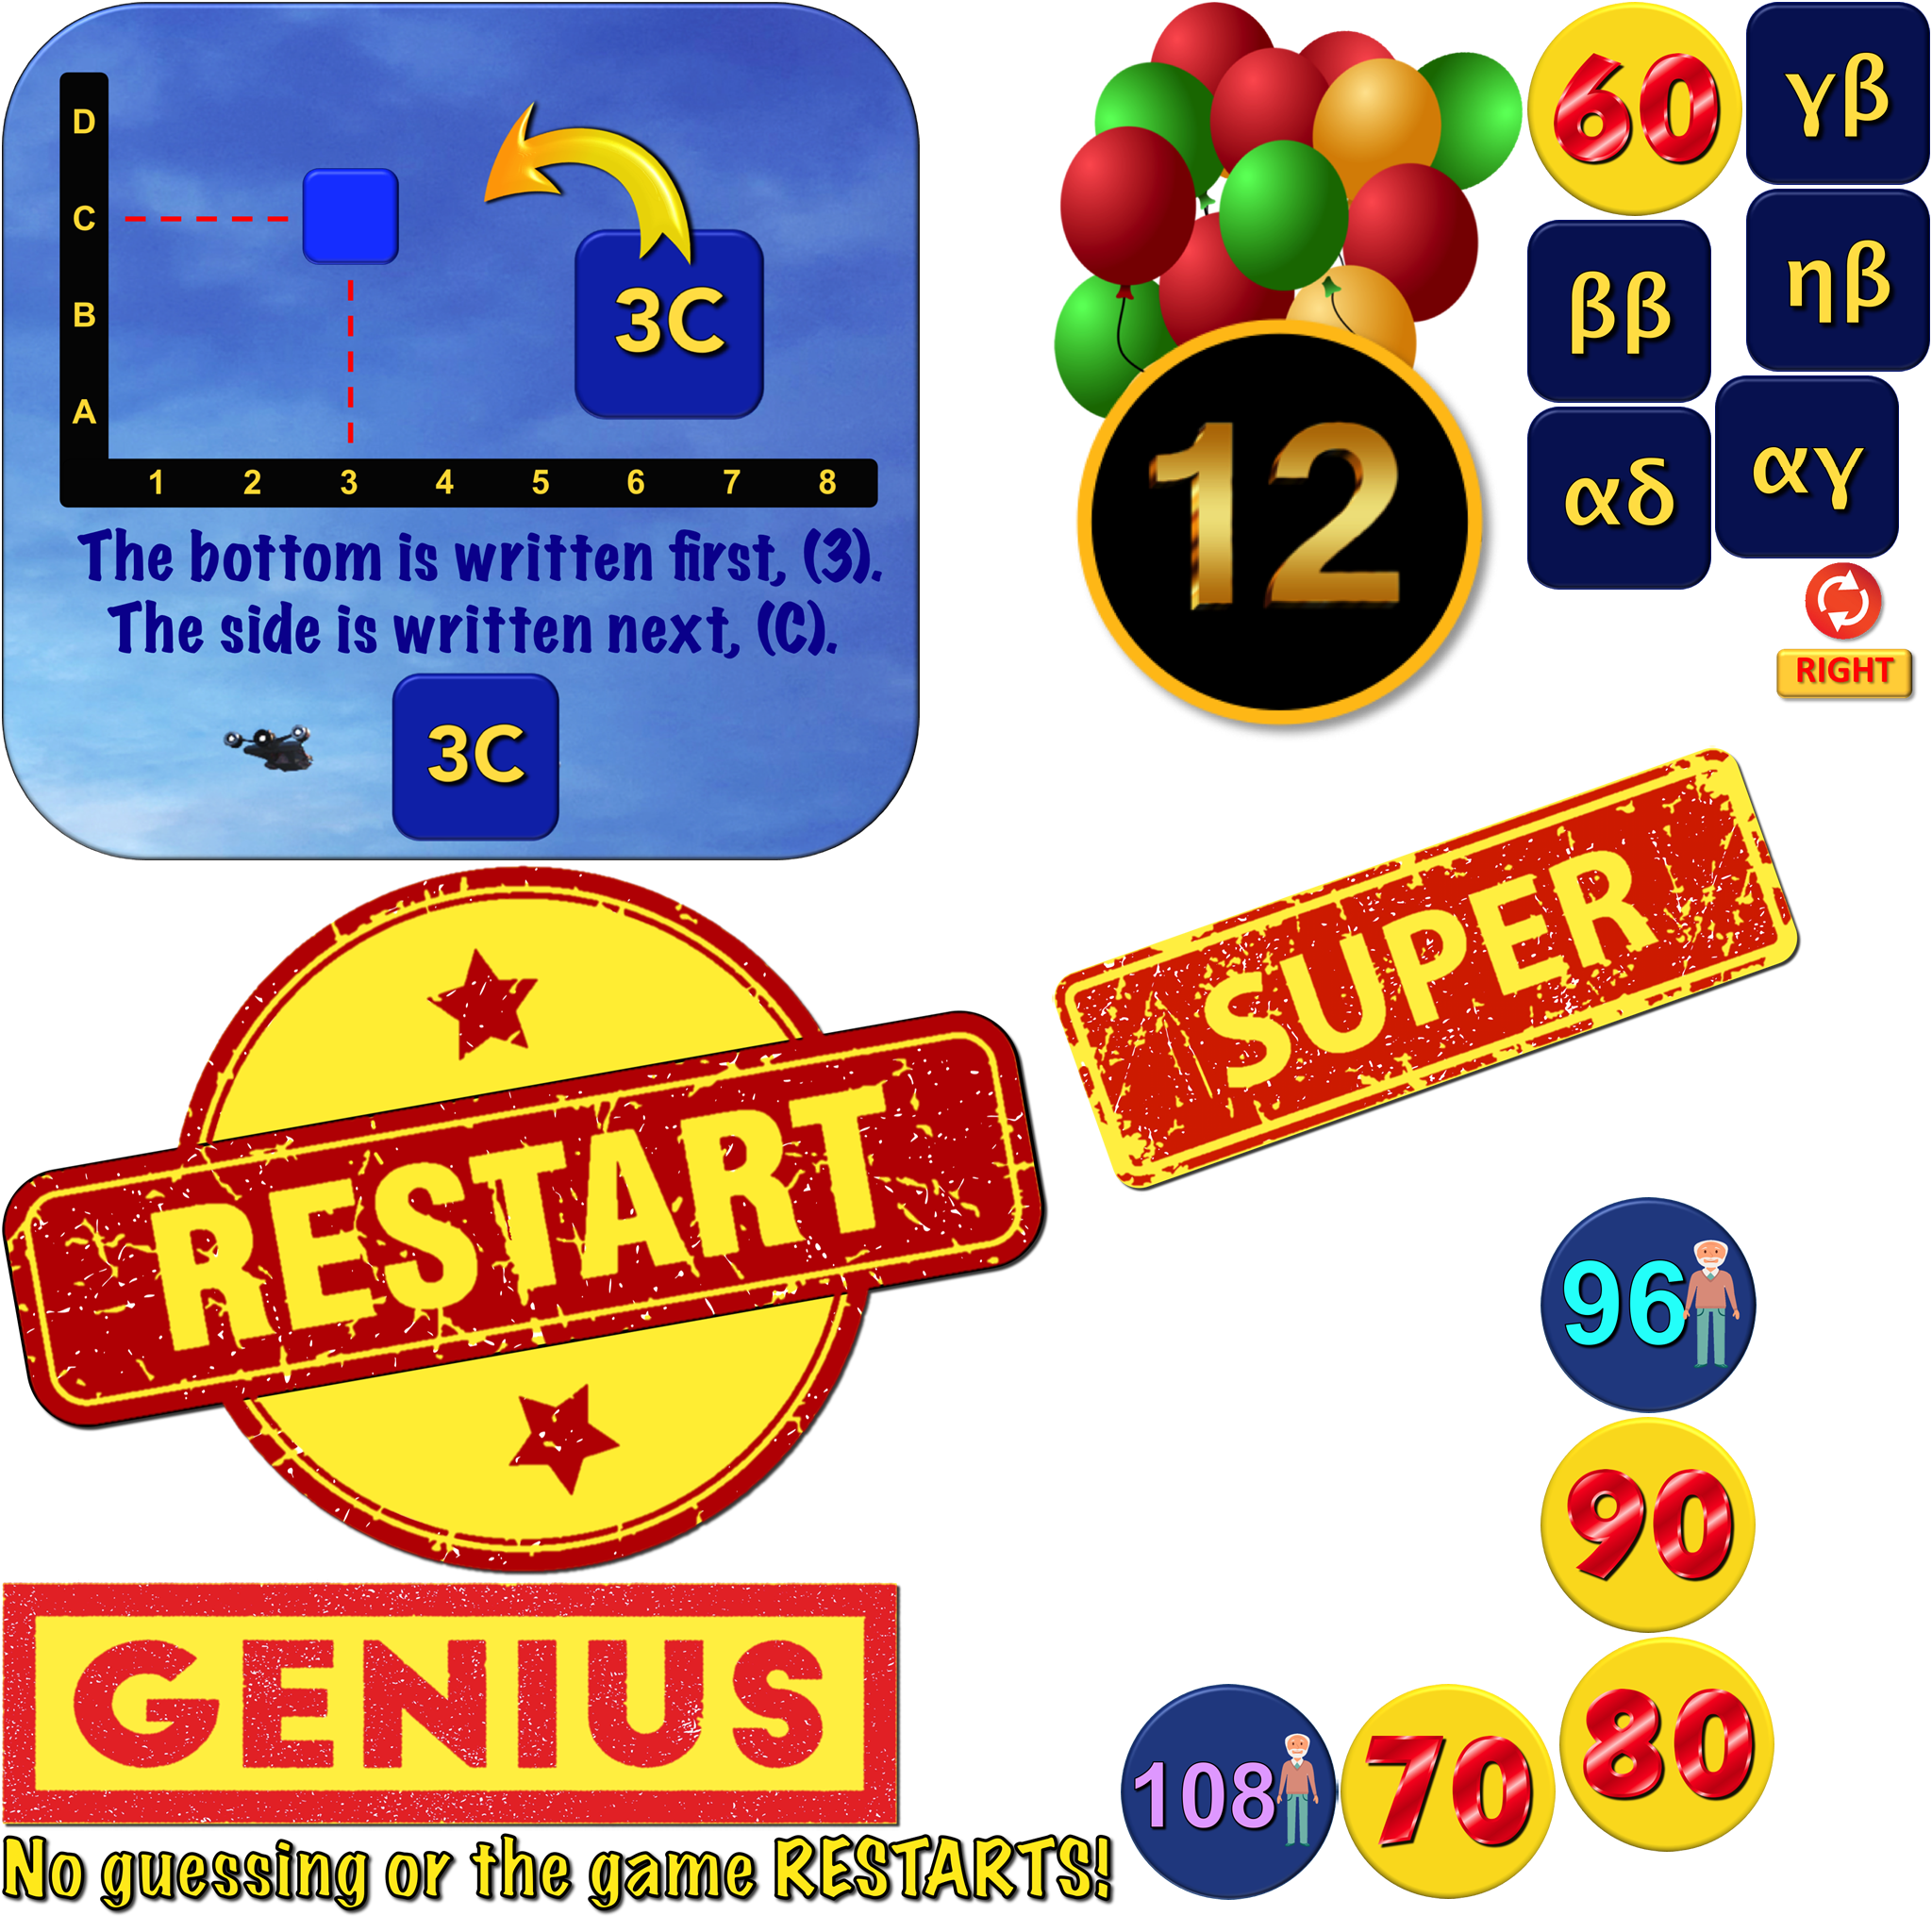 D
C
B
A
3C
1 2 3 4 5 6 7 8
The bottom is written first, (3).
The side is written next, (C).
3C
12
60
γβ
ββ
ηβ
αδ
αγ
RIGHT
SUPER
RESTART
96
90
80
GENIUS
108
70
No guessing or the game RESTARTS!